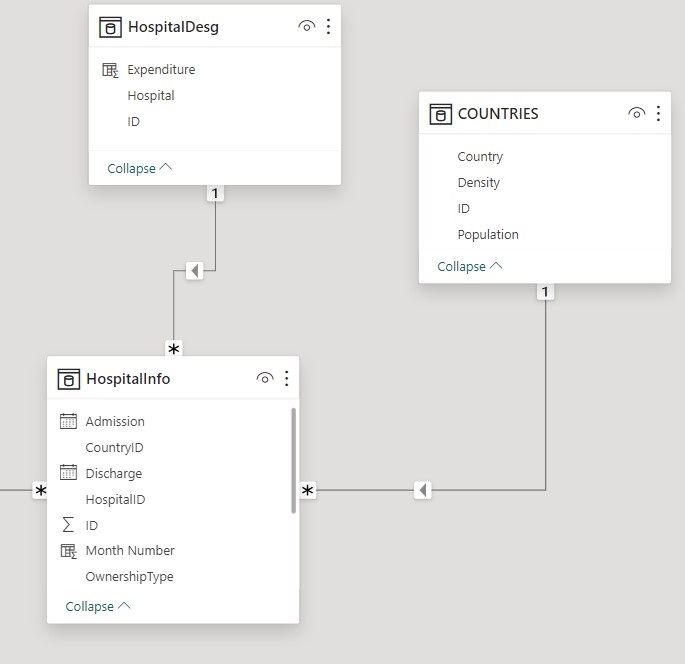 HospitalDesg
Expenditure
Hospital
ID
Collapse
1
COUNTRIES
Country
Density
ID
Population
Collapse
1
*
HospitalInfo
Admission
CountryID
Discharge
HospitalID
ID
Month Number
OwnershipType
Collapse
*
*